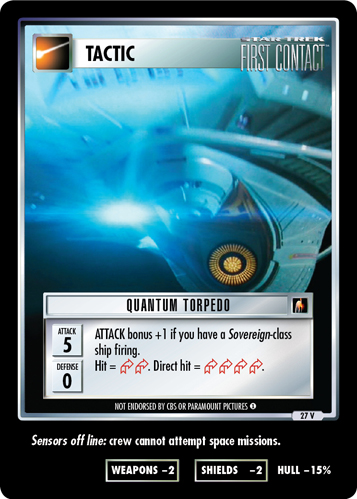 TACTIC
STAR TREK
FIRST CONTACT™
QUANTUM TORPEDO
ATTACK
5
DEFENSE
0
ATTACK bonus +1 if you have a Sovereign-class
ship firing.
Hit = . Direct hit = .
NOT ENDORSED BY CBS OR PARAMOUNT PICTURES
27 V
Sensors off line: crew cannot attempt space missions.
WEAPONS -2 SHIELDS -2 HULL -15%